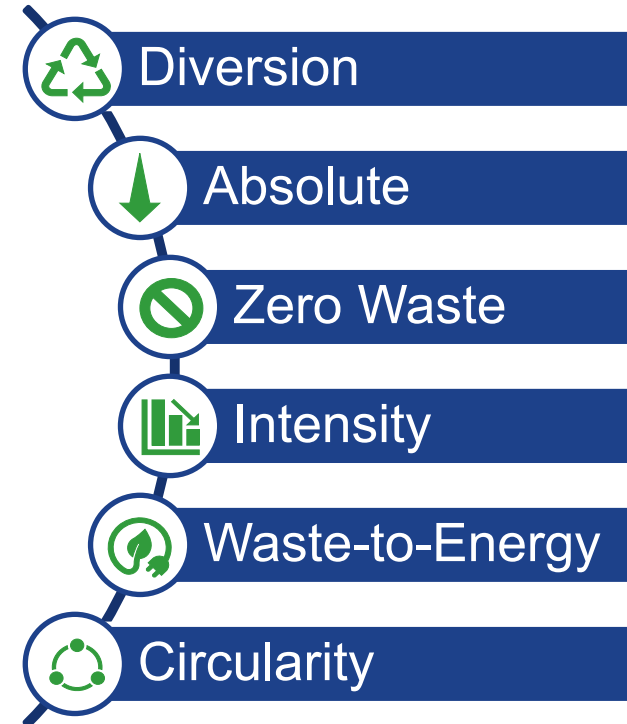 Diversion
Absolute
Zero Waste
Intensity
Waste-to-Energy
Circularity